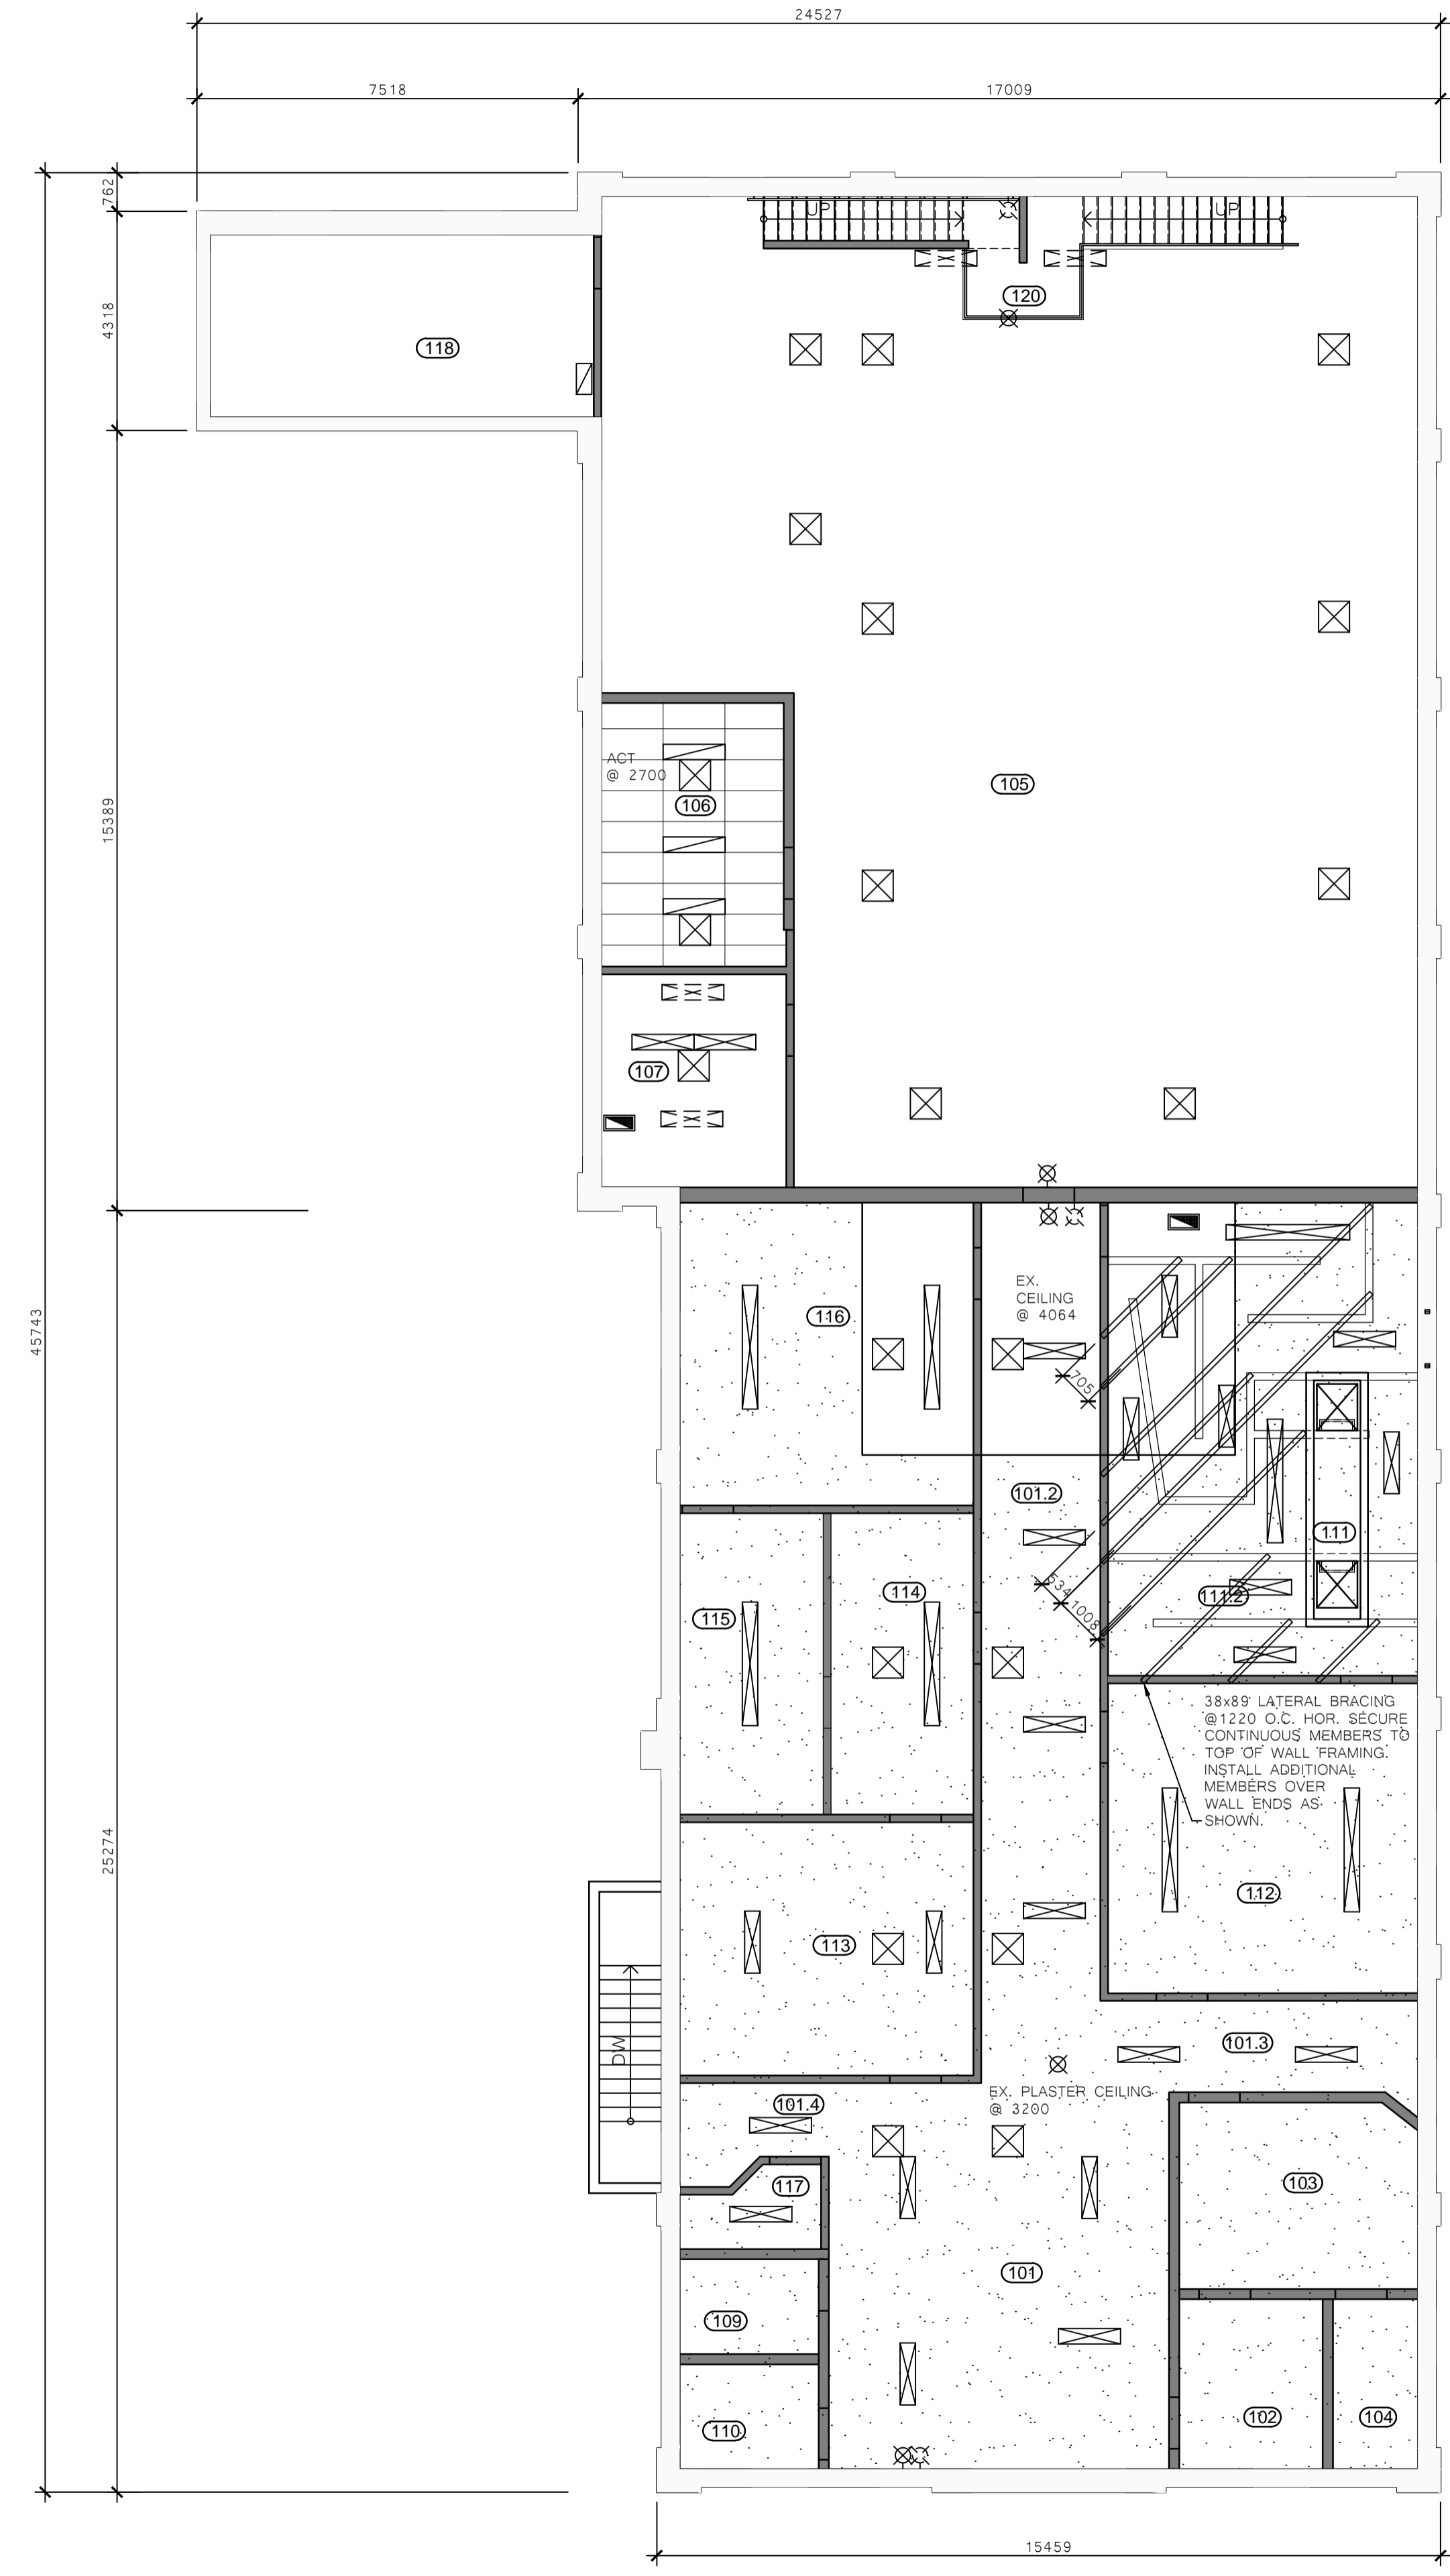 24527
7518
17009
762
UP
UP
120
4318
118
ACT
@ 2700
106
105
15389
107
EX.
CEILING
@ 4064
116
705
45743
101.2
111
534
1008
111.2
114
115
38x89 LATERAL BRACING
@1220 O.C. HOR. SECURE
CONTINUOUS MEMBERS TO
TOP OF WALL FRAMING.
INSTALL ADDITIONAL
MEMBERS OVER
WALL ENDS AS
SHOWN.
25274
112
113
DW
101.3
EX. PLASTER CEILING
@ 3200
101.4
117
103
101
109
110
102
104
15459